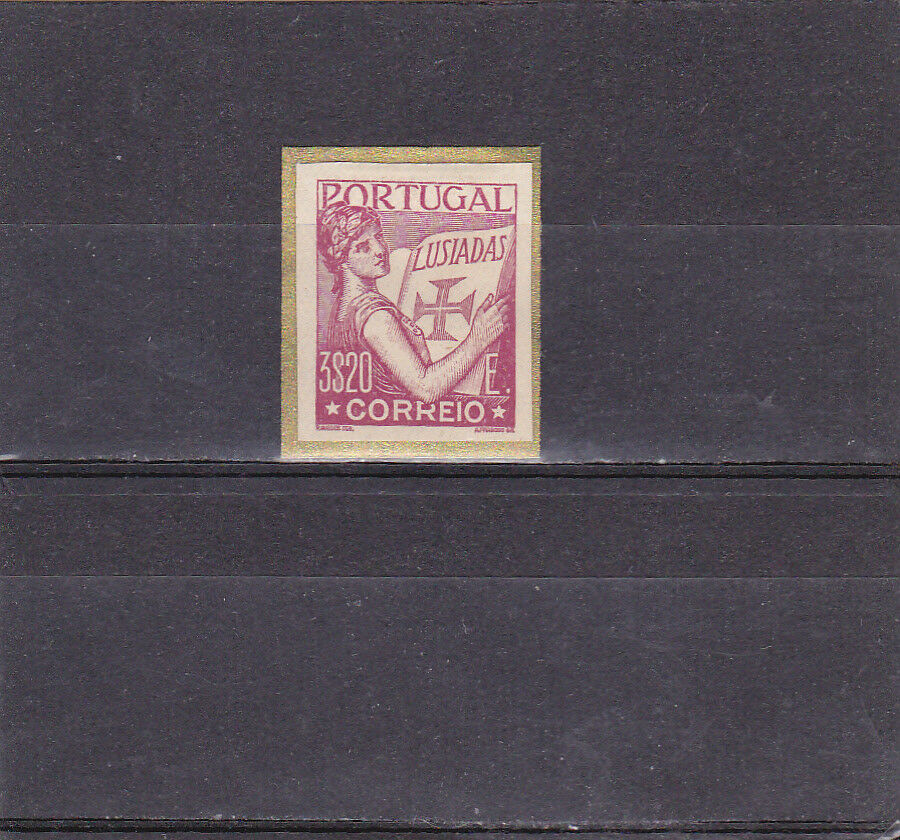 PORTUGAL
LUSIADAS
3$20 E.
CORREIO